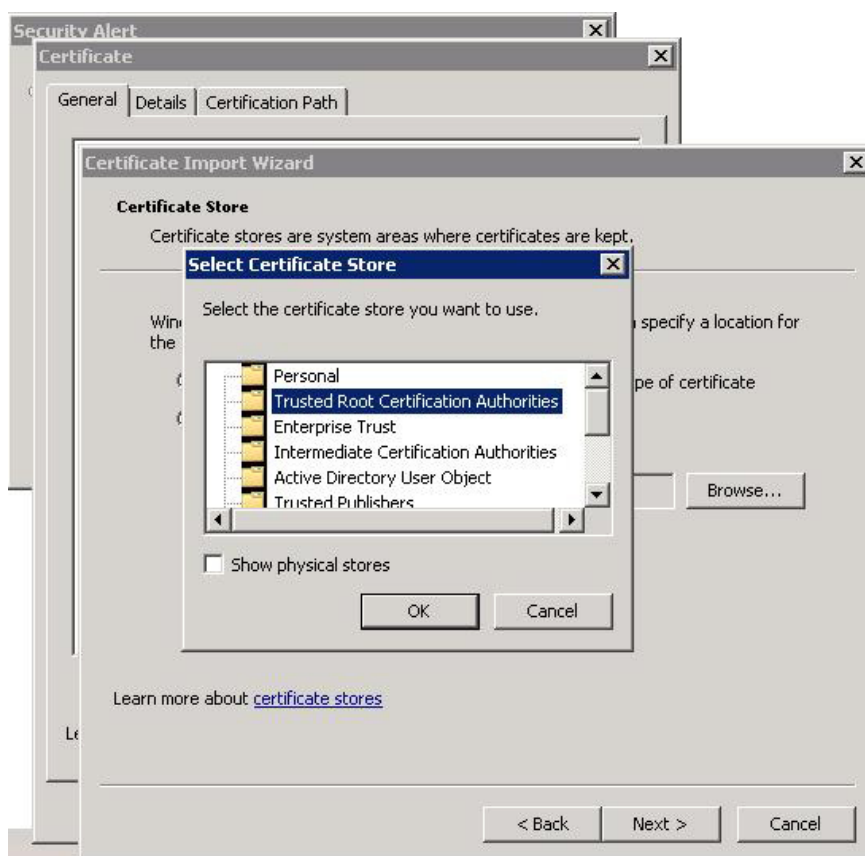 Security Alert
Certificate
General Details Certification Path
Certificate Import Wizard
Certificate Store
Certificate stores are system areas where certificates are kept.
Select Certificate Store
Select the certificate store you want to use.
specify a location for
the
pe of certificate
Personal
Trusted Root Certification Authorities
Enterprise Trust
Intermediate Certification Authorities
Active Directory User Object
Trusted Publishers
Browse...
Show physical stores
OK Cancel
Learn more about certificate stores
< Back Next > Cancel